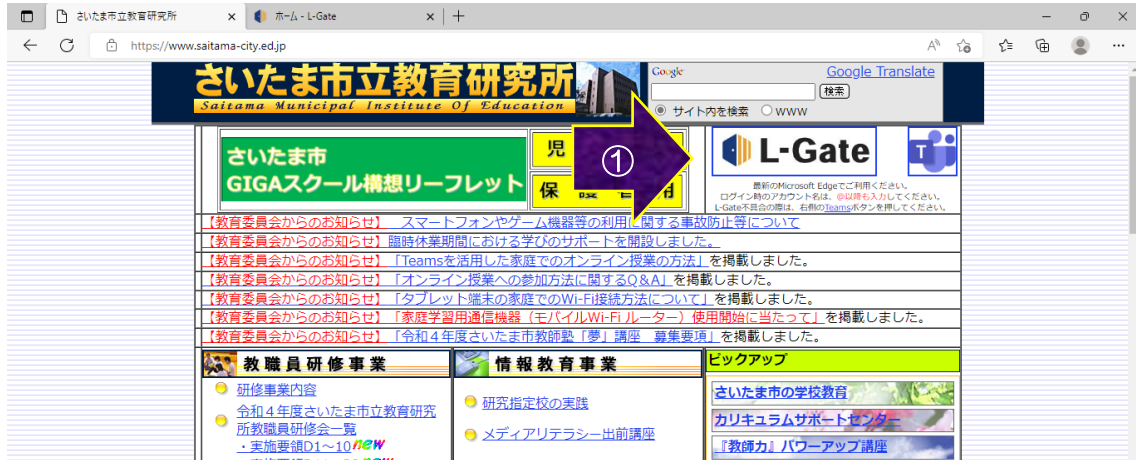 さいたま市立教育研究所
ホーム - L-Gate
https://www.saitama-city.ed.jp
さいたま市立教育研究所
Saitama Municipal Institute Of Education
Google
Google Translate
検索
サイト内を検索 WWW
さいたま市
GIGAスクール構想リーフレット
児
保 護 者 用
①
L-Gate
最新のMicrosoft Edgeでご利用ください。
ログイン時のアカウント名は、@以降も入力してください。
L-Gate不具合の際は、右側のTeamsボタンを押してください。
【教育委員会からのお知らせ】 スマートフォンやゲーム機器等の利用に関する事故防止等について
【教育委員会からのお知らせ】臨時休業期間における学びのサポートを開設しました。
【教育委員会からのお知らせ】「Teamsを活用した家庭でのオンライン授業の方法」を掲載しました。
【教育委員会からのお知らせ】「オンライン授業への参加方法に関するQ&A」を掲載しました。
【教育委員会からのお知らせ】「タブレット端末の家庭でのWi-Fi接続方法について」を掲載しました。
【教育委員会からのお知らせ】「家庭学習用通信機器（モバイルWi-Fi ルーター）使用開始に当たって」を掲載しました。
【教育委員会からのお知らせ】「令和４年度さいたま市教師塾「夢」講座 募集要項」を掲載しました。
教職員研修事業
研修事業内容
令和４年度さいたま市立教育研究
所教職員研修会一覧
・実施要領D1～10 new
情報教育事業
研究指定校の実践
メディアリテラシー出前講座
ピックアップ
さいたま市の学校教育
カリキュラムサポートセンター
『教師力』パワーアップ講座